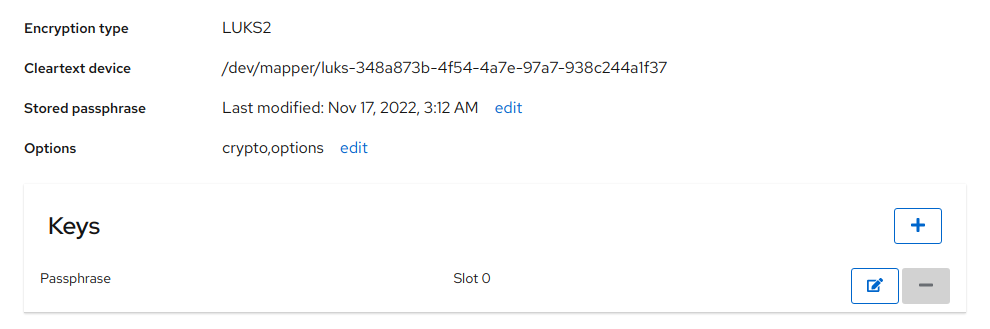 Encryption type LUKS2
Cleartext device /dev/mapper/luks-348a873b-4f54-4a7e-97a7-938c244a1f37
Stored passphrase Last modified: Nov 17, 2022, 3:12 AM edit
Options crypto,options edit
Keys
Passphrase Slot 0